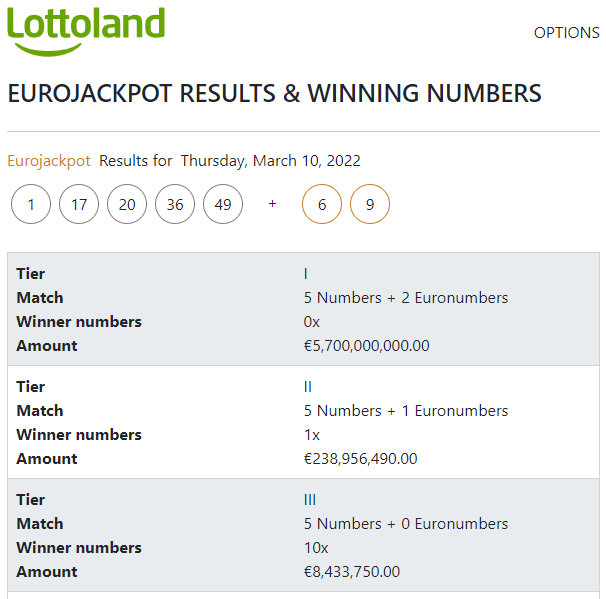 Lottoland
OPTIONS
EUROJACKPOT RESULTS & WINNING NUMBERS
Eurojackpot Results for Thursday, March 10, 2022
1 17 20 36 49 + 6 9
Tier I
Match 5 Numbers + 2 Euronumbers
Winner numbers 0x
Amount €5,700,000,000.00
Tier II
Match 5 Numbers + 1 Euronumbers
Winner numbers 1x
Amount €238,956,490.00
Tier III
Match 5 Numbers + 0 Euronumbers
Winner numbers 10x
Amount €8,433,750.00